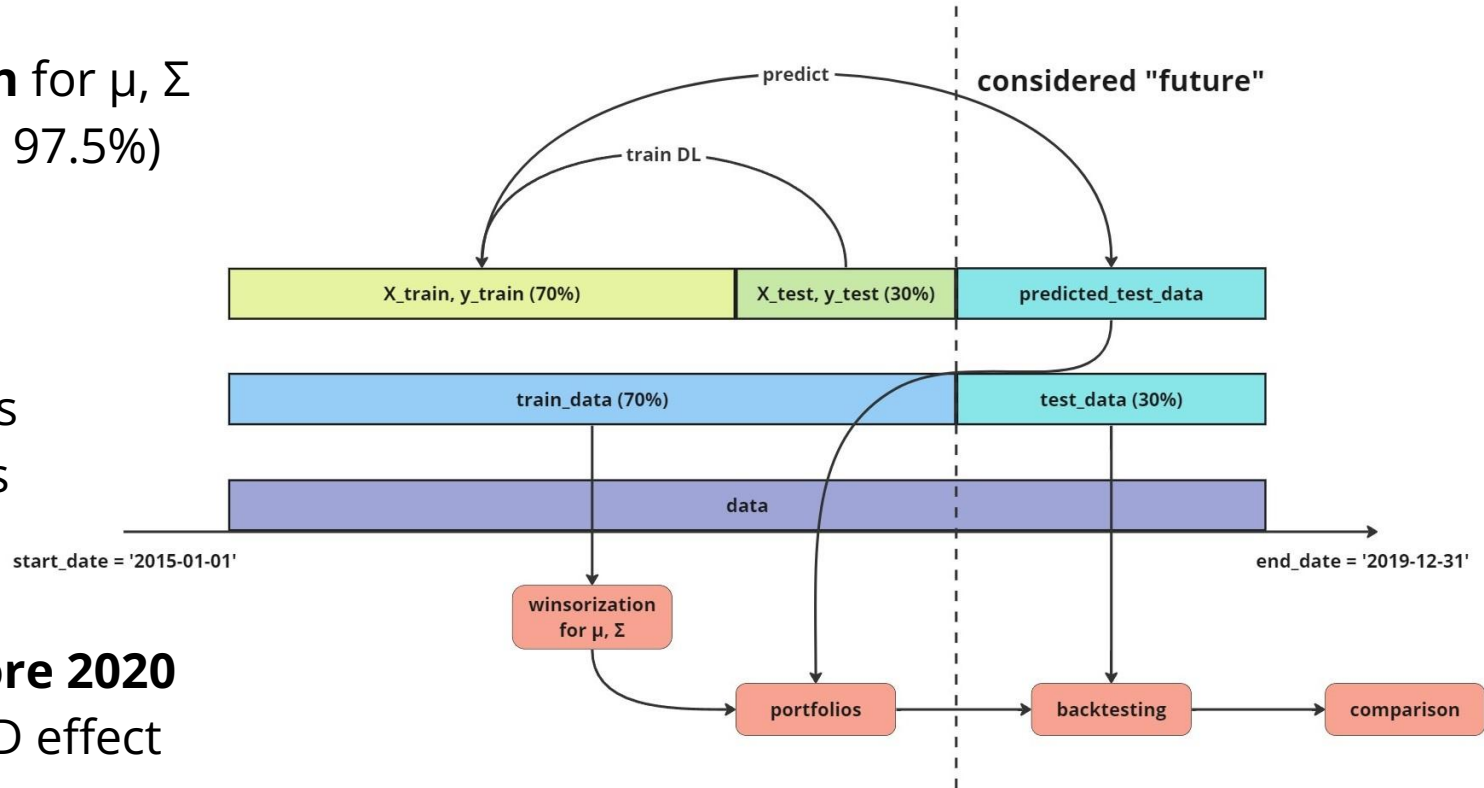 n for μ, Σ
97.5%)
s
s
ore 2020
D effect
predict
considered "future"
train DL
X_train, y_train (70%)
X_test, y_test (30%)
predicted_test_data
train_data (70%)
test_data (30%)
data
start_date = '2015-01-01'
end_date = '2019-12-31'
winsorization
for μ, Σ
portfolios
backtesting
comparison